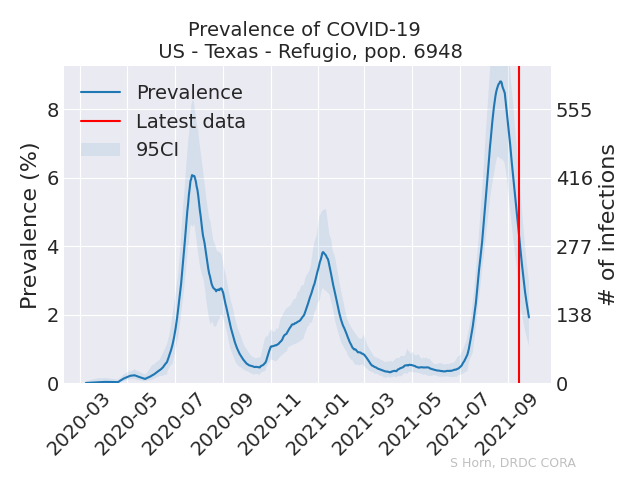 Prevalence of COVID-19
US - Texas - Refugio, pop. 6948
Prevalence
Latest data
95CI
Prevalence (%)
8
6
4
2
0
555
416
277
138
0
# of infections
2020-03
2020-05
2020-07
2020-09
2020-11
2021-01
2021-03
2021-05
2021-07
2021-09
S Horn, DRDC CORA